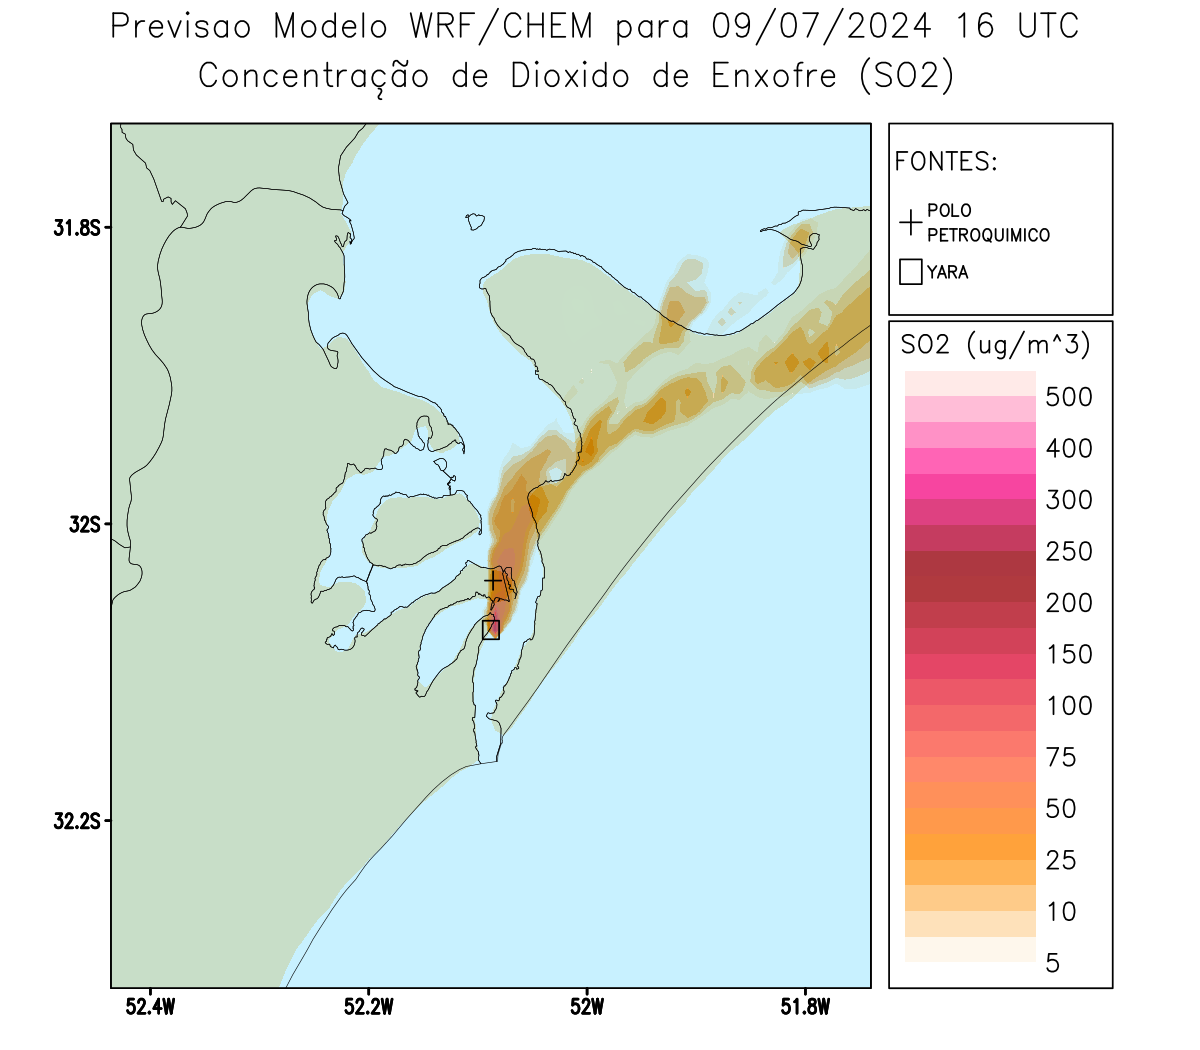 Previsao Modelo WRF/CHEM para 09/07/2024 16 UTC
Concentração de Dioxido de Enxofre (SO2)
FONTES:
POLO
PETROQUIMICO
YARA
SO2 (ug/m^3)
500
400
300
250
200
150
100
75
50
25
10
5
31.8S
32S
32.2S
52.4W
52.2W
52W
51.8W